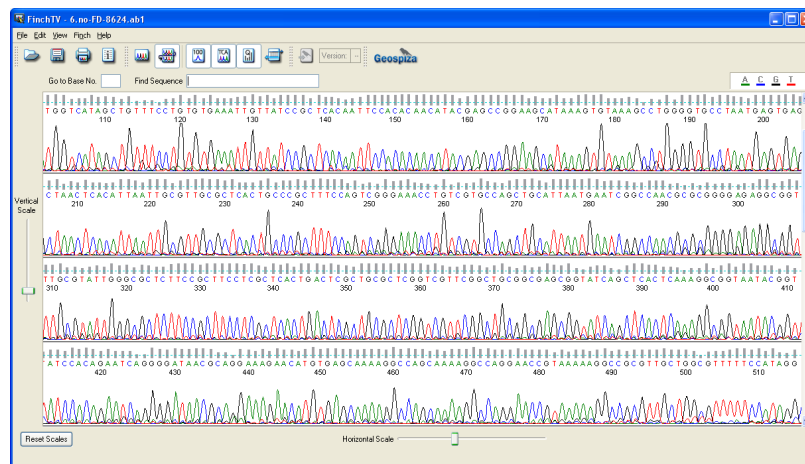 FinchTV - 6.no-FD-8624.ab1
File Edit View Finch Help
Version: Geospiza
Go to Base No. Find Sequence A C G T
TGGTCATAGCTGTTTCCTGTGTGAAATTGTTATCCGCTCACAATTCCACACAACATACGAGCCGGAAGCATAAAGTGTAAAGCCTGGGGTGCCTAATGAGTGAG
110 120 130 140 150 160 170 180 190 200
CTAACTCACATTAATTGCGTTGCGCTCACTGCCCGCTTTCCAGTCGGGAAACCTGTCGTGCCAGCTGCATTAATGAATCGGCCAACGCGCGGGGAGAGGCGGT
210 220 230 240 250 260 270 280 290 300
Vertical
Scale
TTGCGTATTGGGCGCTCTTCCGCTTCCTCGCTCACTGACTCGCTGCGCTCGGTCGTTCGGCTGCGGCGAGCGGTATCAGCTCACTCAAAGGCGGTAATACGGT
310 320 330 340 350 360 370 380 390 400 410
TATCCACAGAATCAGGGGATAACGCAGGAAAGAACATGTGAGCAAAAGGCCAGCAAAAGGCCAGGAACCGTAAAAAGGCCGCGTTGCTGGCGTTTTTCCATAGG
420 430 440 450 460 470 480 490 500 510
Reset Scales Horizontal Scale